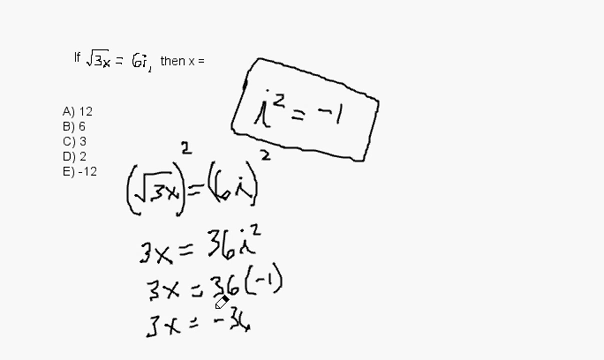 If √3x = 6i, then x =
i² = -1
A) 12
B) 6
C) 3
D) 2
E) -12
(√3x)² = (6i)²
3x = 36i²
3x = 36(-1)
3x = -36